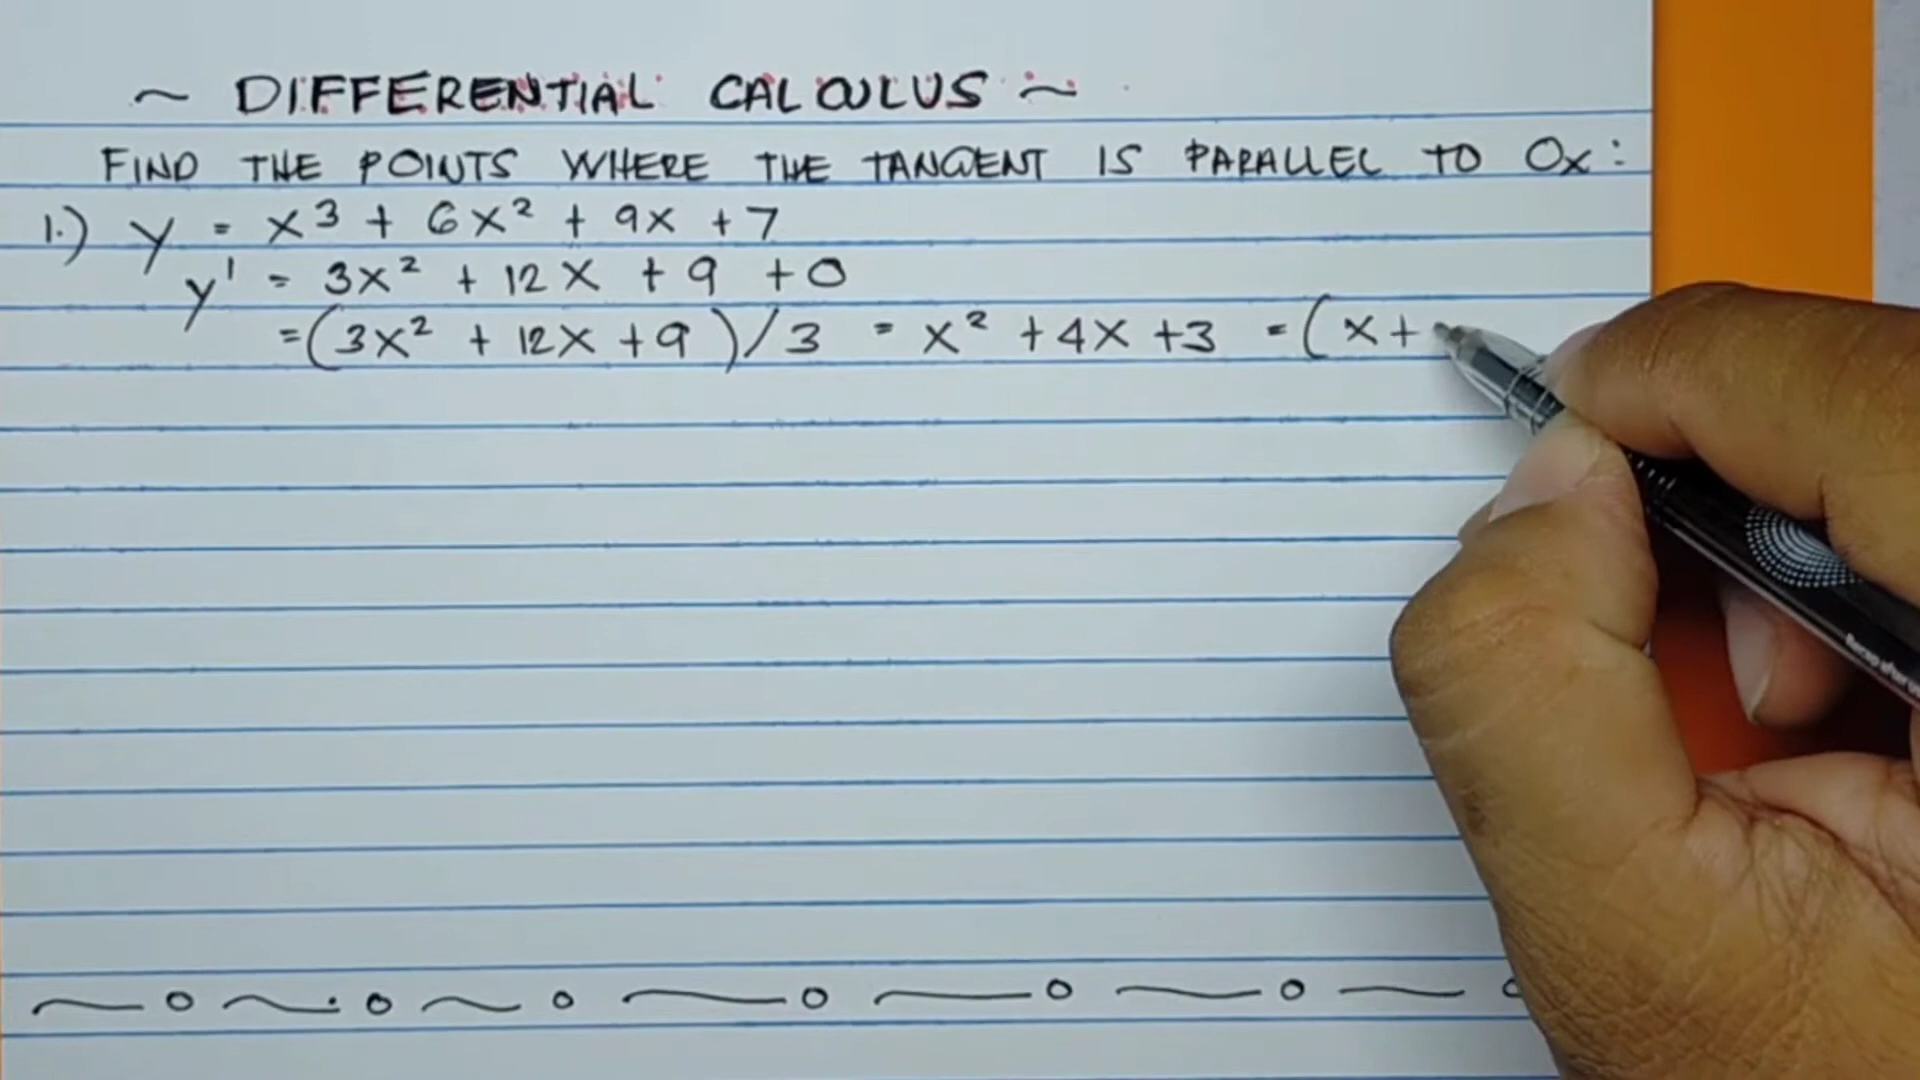 ~ DIFFERENTIAL CALCULUS ~
FIND THE POINTS WHERE THE TANGENT IS PARALLEL TO Ox:
1.) y = x³ + 6x² + 9x + 7
y' = 3x² + 12x + 9 + 0
= (3x² + 12x + 9)/3 = x² + 4x + 3 = (x +